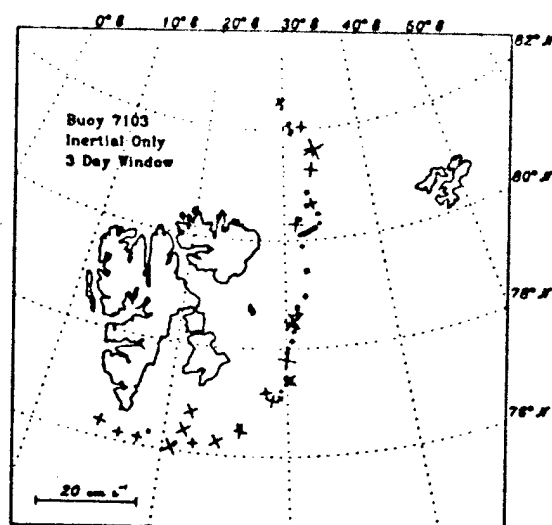 0° E 10° E 20° E 30° E 40° E 50° E
82° N
Buoy 7103
Inertial Only
3 Day Window
80° N
78° N
76° N
20 cm s⁻¹